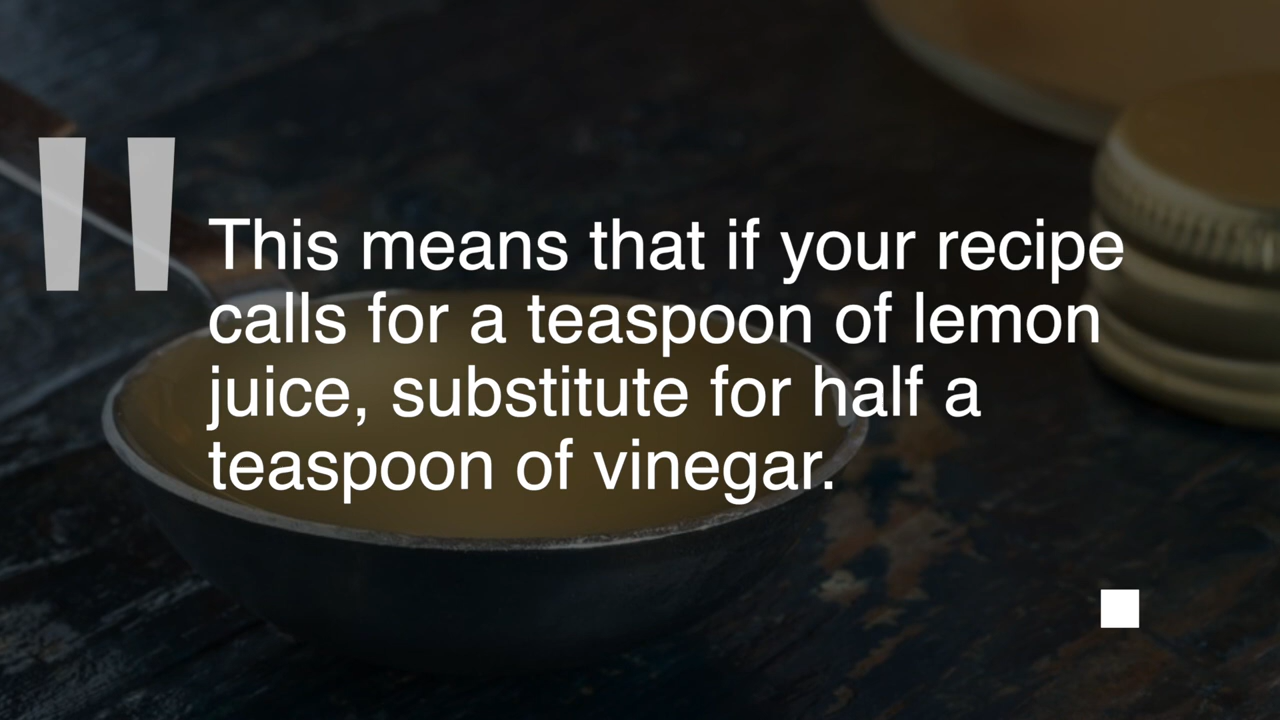 "
This means that if your recipe
calls for a teaspoon of lemon
juice, substitute for half a
teaspoon of vinegar.